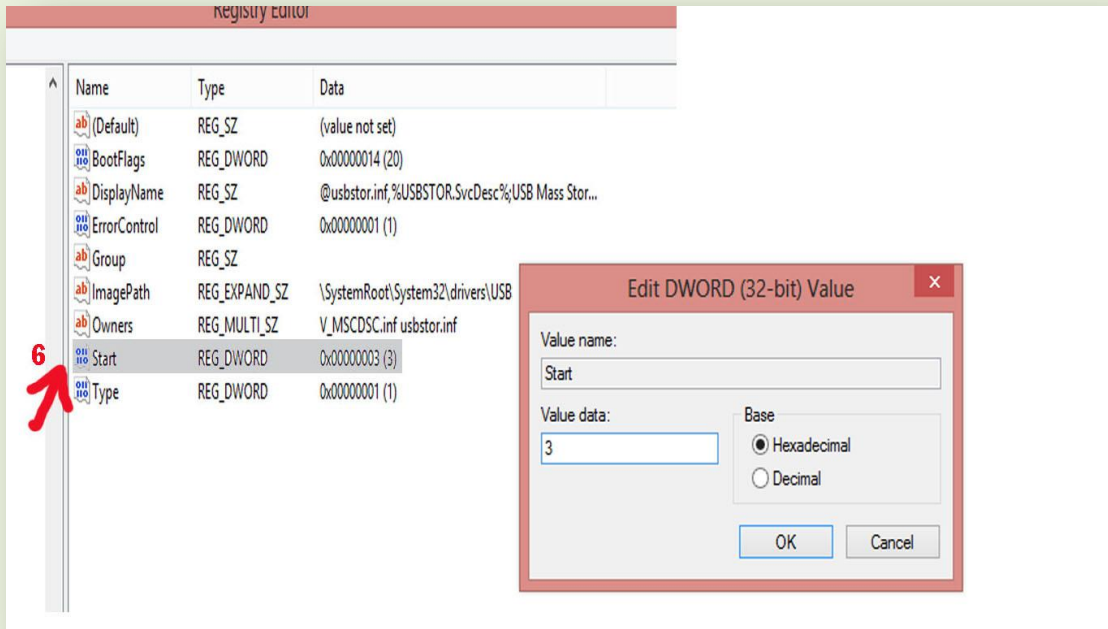 Registry Editor
Name Type Data
(Default) REG_SZ (value not set)
BootFlags REG_DWORD 0x00000014 (20)
DisplayName REG_SZ @usbstor.inf,%USBSTOR.SvcDesc%;USB Mass Stor...
ErrorControl REG_DWORD 0x00000001 (1)
Group REG_SZ
ImagePath REG_EXPAND_SZ \SystemRoot\System32\drivers\USB
Owners REG_MULTI_SZ V_MSCDSC.inf usbstor.inf
6 Start REG_DWORD 0x00000003 (3)
Type REG_DWORD 0x00000001 (1)
Edit DWORD (32-bit) Value
Value name:
Start
Value data: Base
3 Hexadecimal
Decimal
OK Cancel